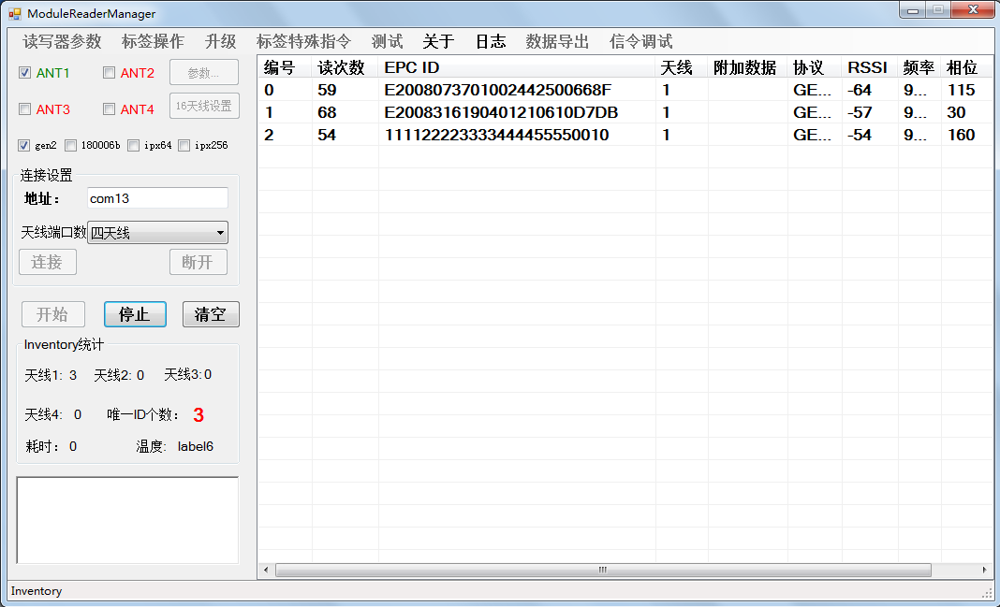 ModuleReaderManager
读写器参数 标签操作 升级 标签特殊指令 测试 关于 日志 数据导出 信令调试
ANT1 ANT2 参数...
ANT3 ANT4 16天线设置
gen2 180006b ipx64 ipx256
连接设置
地址： com13
天线端口数 四天线
连接 断开
开始 停止 清空
Inventory统计
天线1: 3 天线2: 0 天线3:0
天线4: 0 唯一ID个数： 3
耗时： 0 温度: label6
编号 读次数 EPC ID 天线 附加数据 协议 RSSI 频率 相位
0 59 E2008073701002442500668F 1 GE... -64 9... 115
1 68 E2008316190401210610D7DB 1 GE... -57 9... 30
2 54 111122223333444455550010 1 GE... -54 9... 160
Inventory